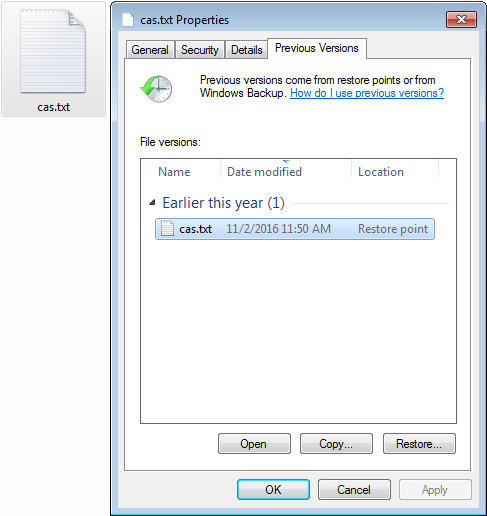 cas.txt
cas.txt Properties
General Security Details Previous Versions
Previous versions come from restore points or from
Windows Backup. How do I use previous versions?
File versions:
Name Date modified Location
Earlier this year (1)
cas.txt 11/2/2016 11:50 AM Restore point
Open Copy... Restore...
OK Cancel Apply